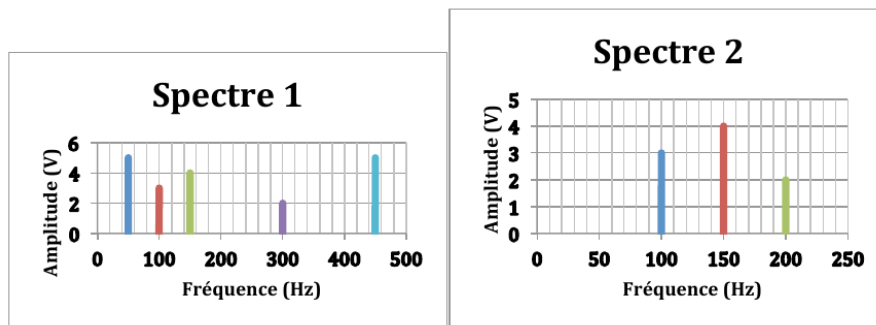 Spectre 1
Amplitude (V)
6
4
2
0
0 100 200 300 400 500
Fréquence (Hz)
Spectre 2
Amplitude (V)
5
4
3
2
1
0
0 50 100 150 200 250
Fréquence (Hz)